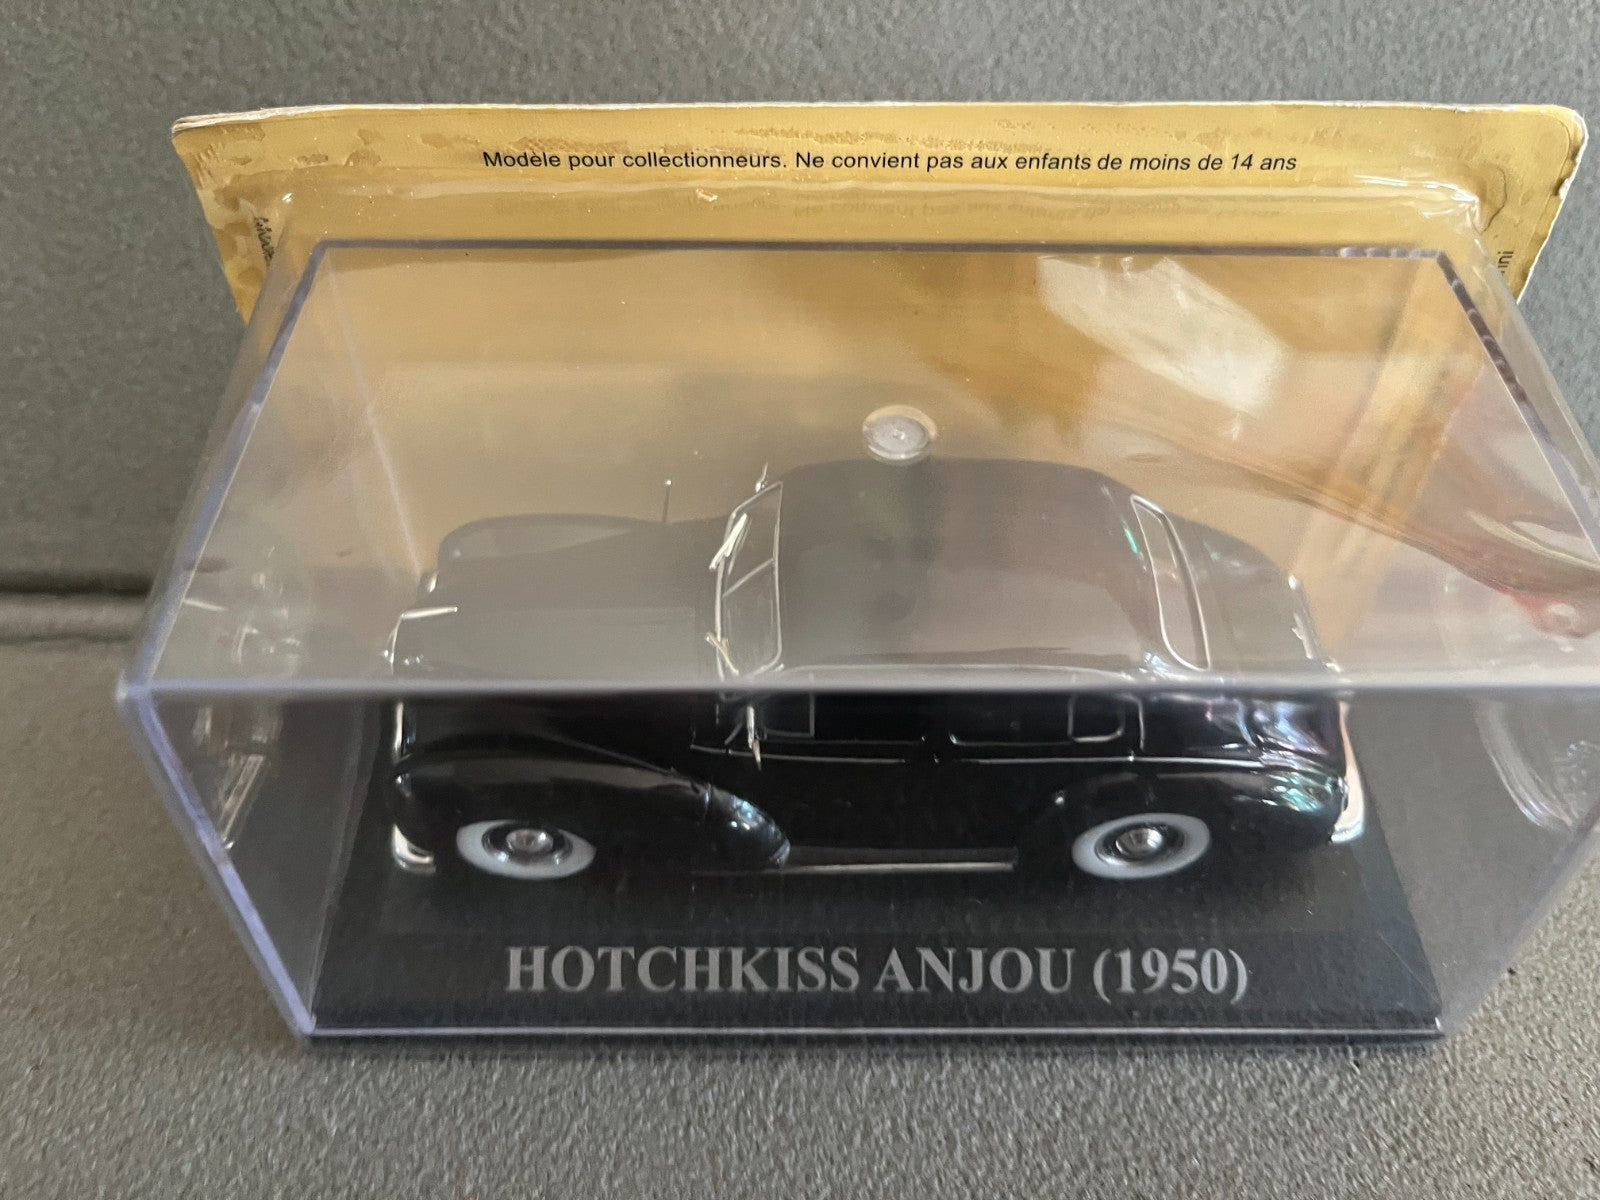 Modèle pour collectionneurs. Ne convient pas aux enfants de moins de 14 ans
HOTCHKISS ANJOU (1950)